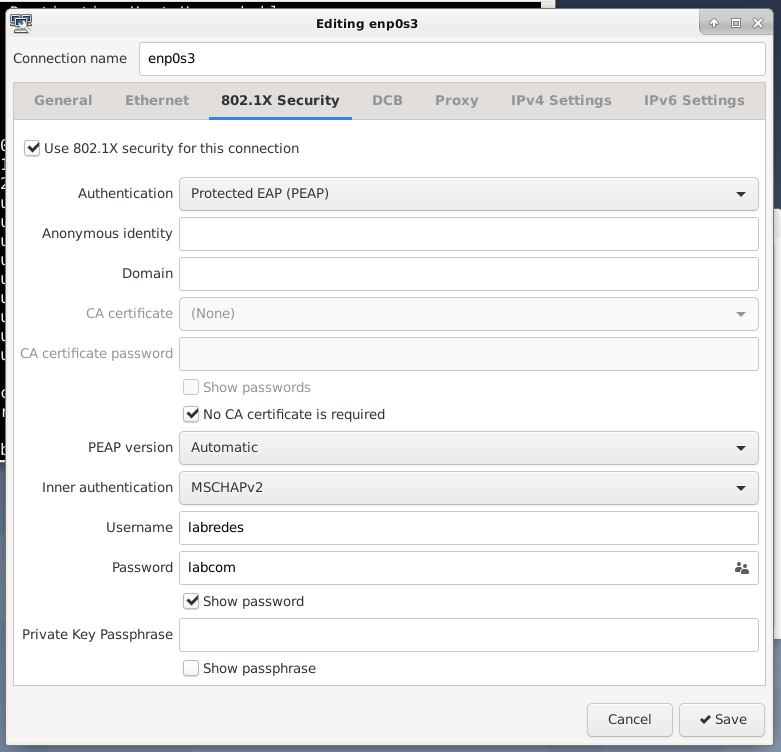 Editing enp0s3
Connection name enp0s3
General Ethernet 802.1X Security DCB Proxy IPv4 Settings IPv6 Settings
Use 802.1X security for this connection
Authentication Protected EAP (PEAP)
Anonymous identity
Domain
CA certificate (None)
CA certificate password
Show passwords
No CA certificate is required
PEAP version Automatic
Inner authentication MSCHAPv2
Username labredes
Password labcom
Show password
Private Key Passphrase
Show passphrase
Cancel Save